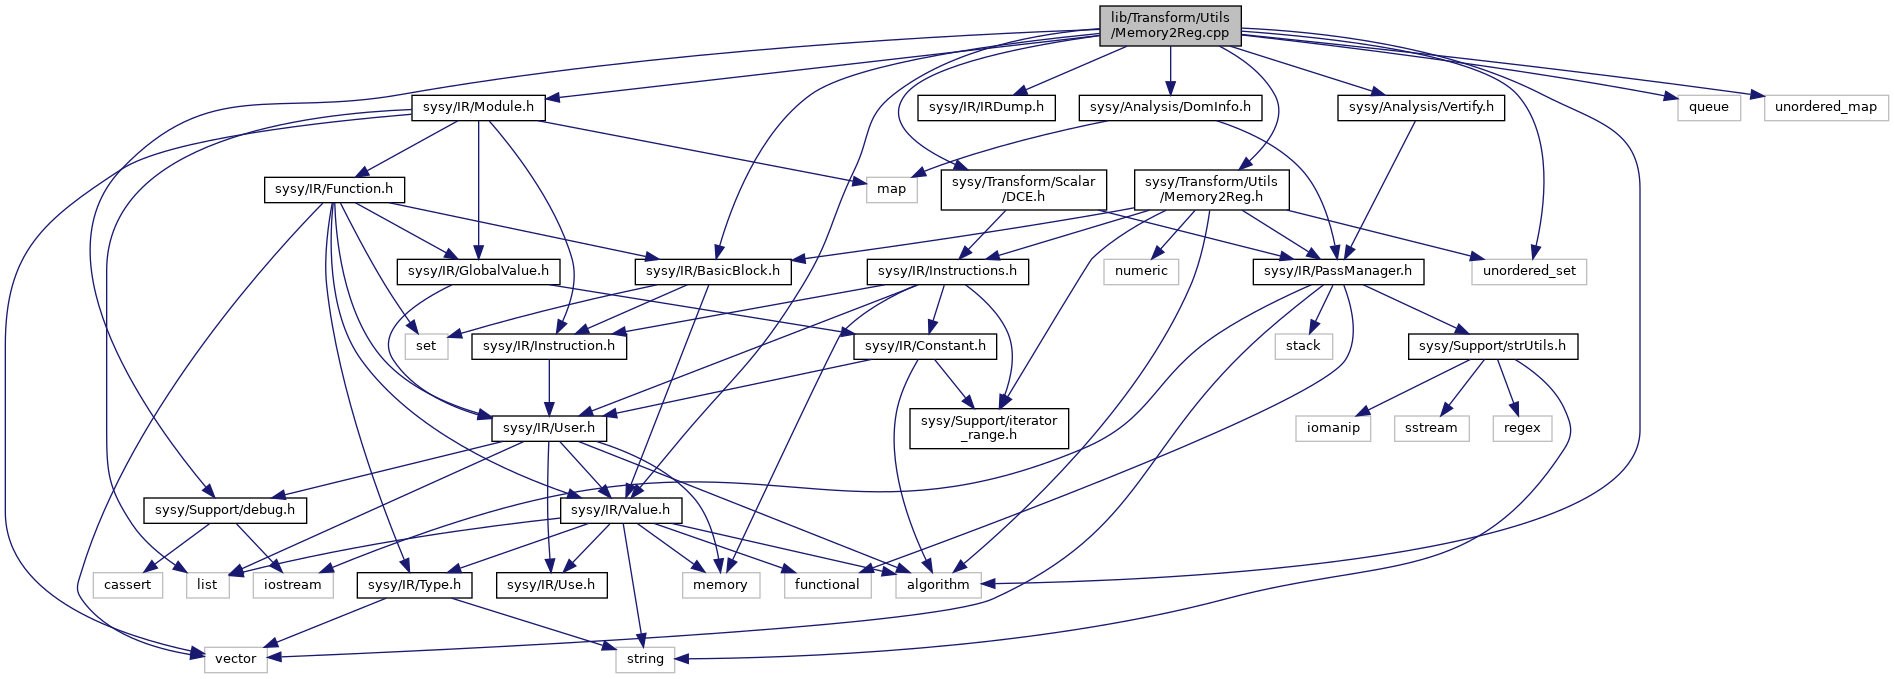 lib/Transform/Utils
/Memory2Reg.cpp
sysy/IR/Module.h
sysy/IR/IRDump.h
sysy/Analysis/DomInfo.h
sysy/Analysis/Vertify.h
queue
unordered_map
sysy/IR/Function.h
map
sysy/Transform/Scalar
/DCE.h
sysy/Transform/Utils
/Memory2Reg.h
sysy/IR/GlobalValue.h
sysy/IR/BasicBlock.h
sysy/IR/Instructions.h
numeric
sysy/IR/PassManager.h
unordered_set
set
sysy/IR/Instruction.h
sysy/IR/Constant.h
stack
sysy/Support/strUtils.h
sysy/IR/User.h
sysy/Support/iterator
_range.h
iomanip
sstream
regex
sysy/Support/debug.h
sysy/IR/Value.h
cassert
list
iostream
sysy/IR/Type.h
sysy/IR/Use.h
memory
functional
algorithm
vector
string